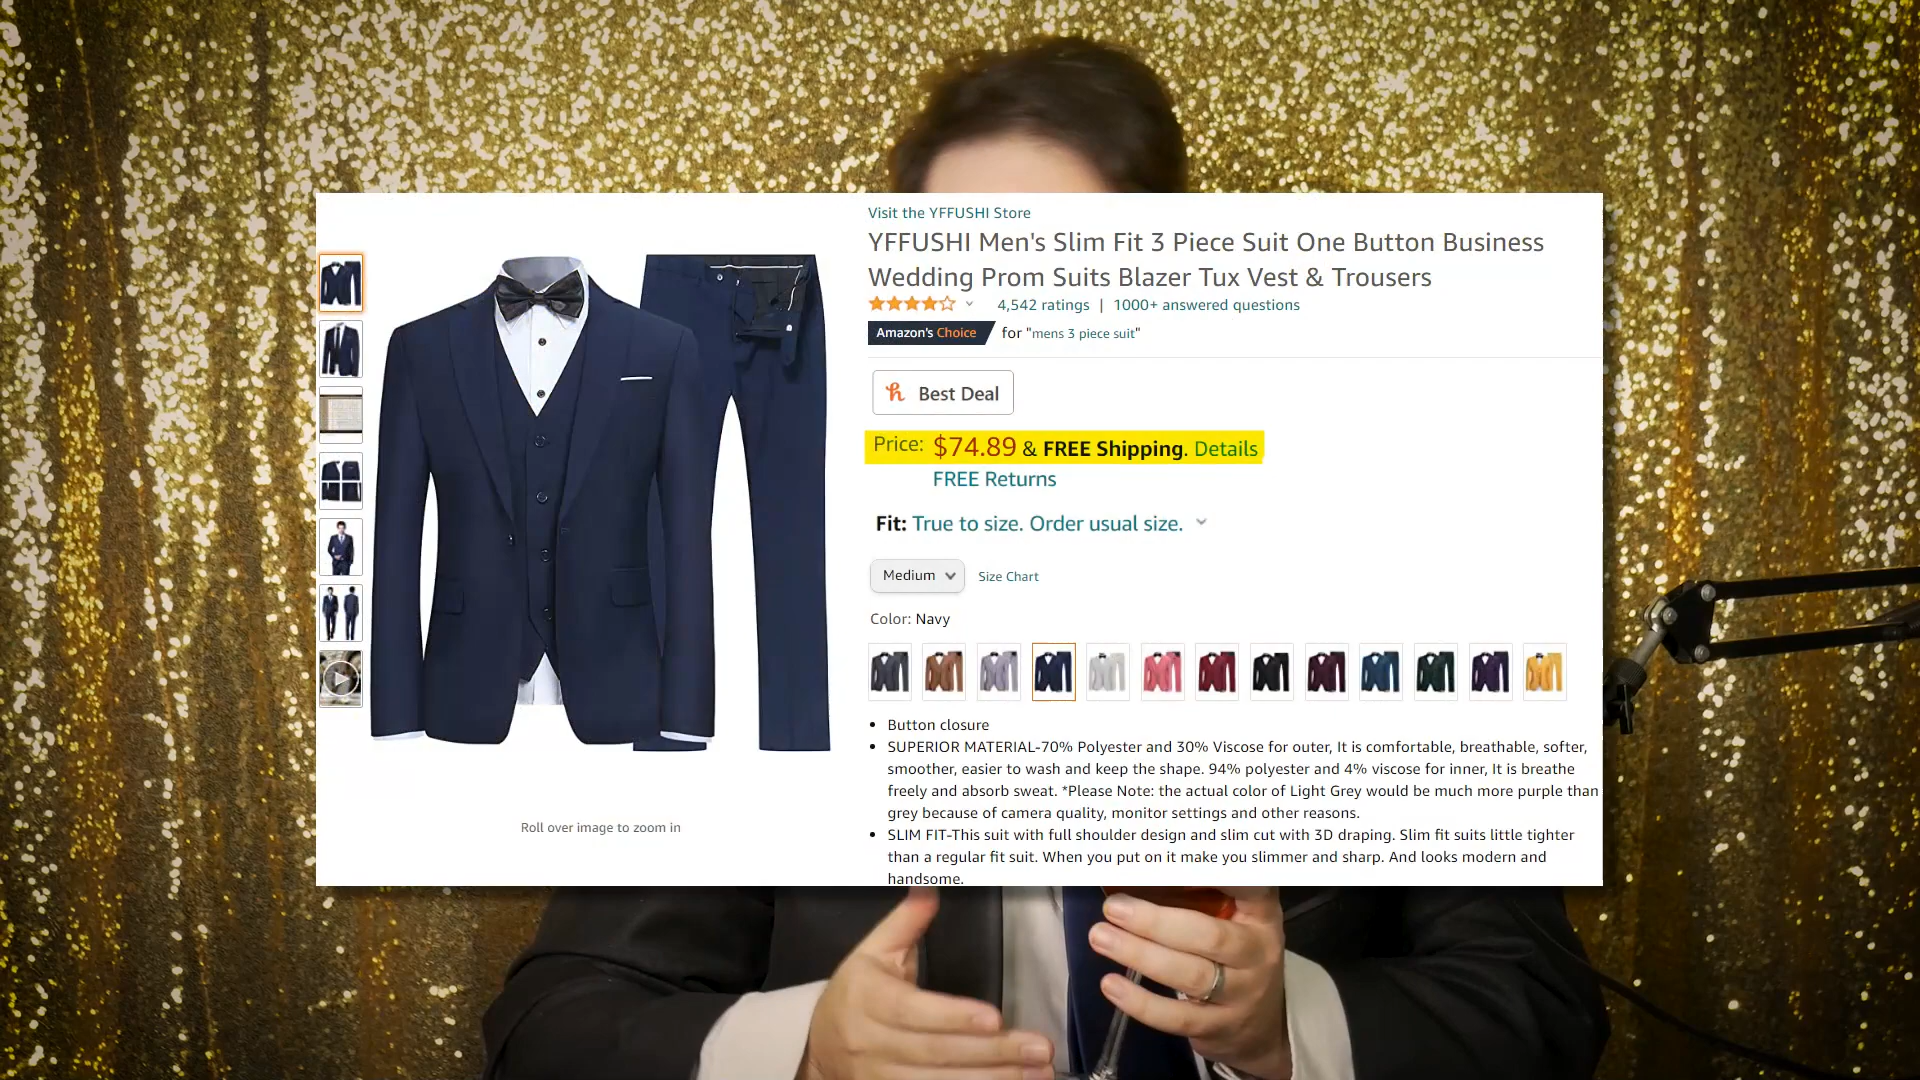 Visit the YFFUSHI Store
YFFUSHI Men's Slim Fit 3 Piece Suit One Button Business
Wedding Prom Suits Blazer Tux Vest & Trousers
4,542 ratings | 1000+ answered questions
Amazon's Choice for "mens 3 piece suit"
Best Deal
Price: $74.89 & FREE Shipping. Details
FREE Returns
Fit: True to size. Order usual size.
Medium Size Chart
Color: Navy
• Button closure
• SUPERIOR MATERIAL-70% Polyester and 30% Viscose for outer, It is comfortable, breathable, softer,
smoother, easier to wash and keep the shape. 94% polyester and 4% viscose for inner, It is breathe
freely and absorb sweat. *Please Note: the actual color of Light Grey would be much more purple than
grey because of camera quality, monitor settings and other reasons.
• SLIM FIT-This suit with full shoulder design and slim cut with 3D draping. Slim fit suits little tighter
than a regular fit suit. When you put on it make you slimmer and sharp. And looks modern and
handsome.
Roll over image to zoom in